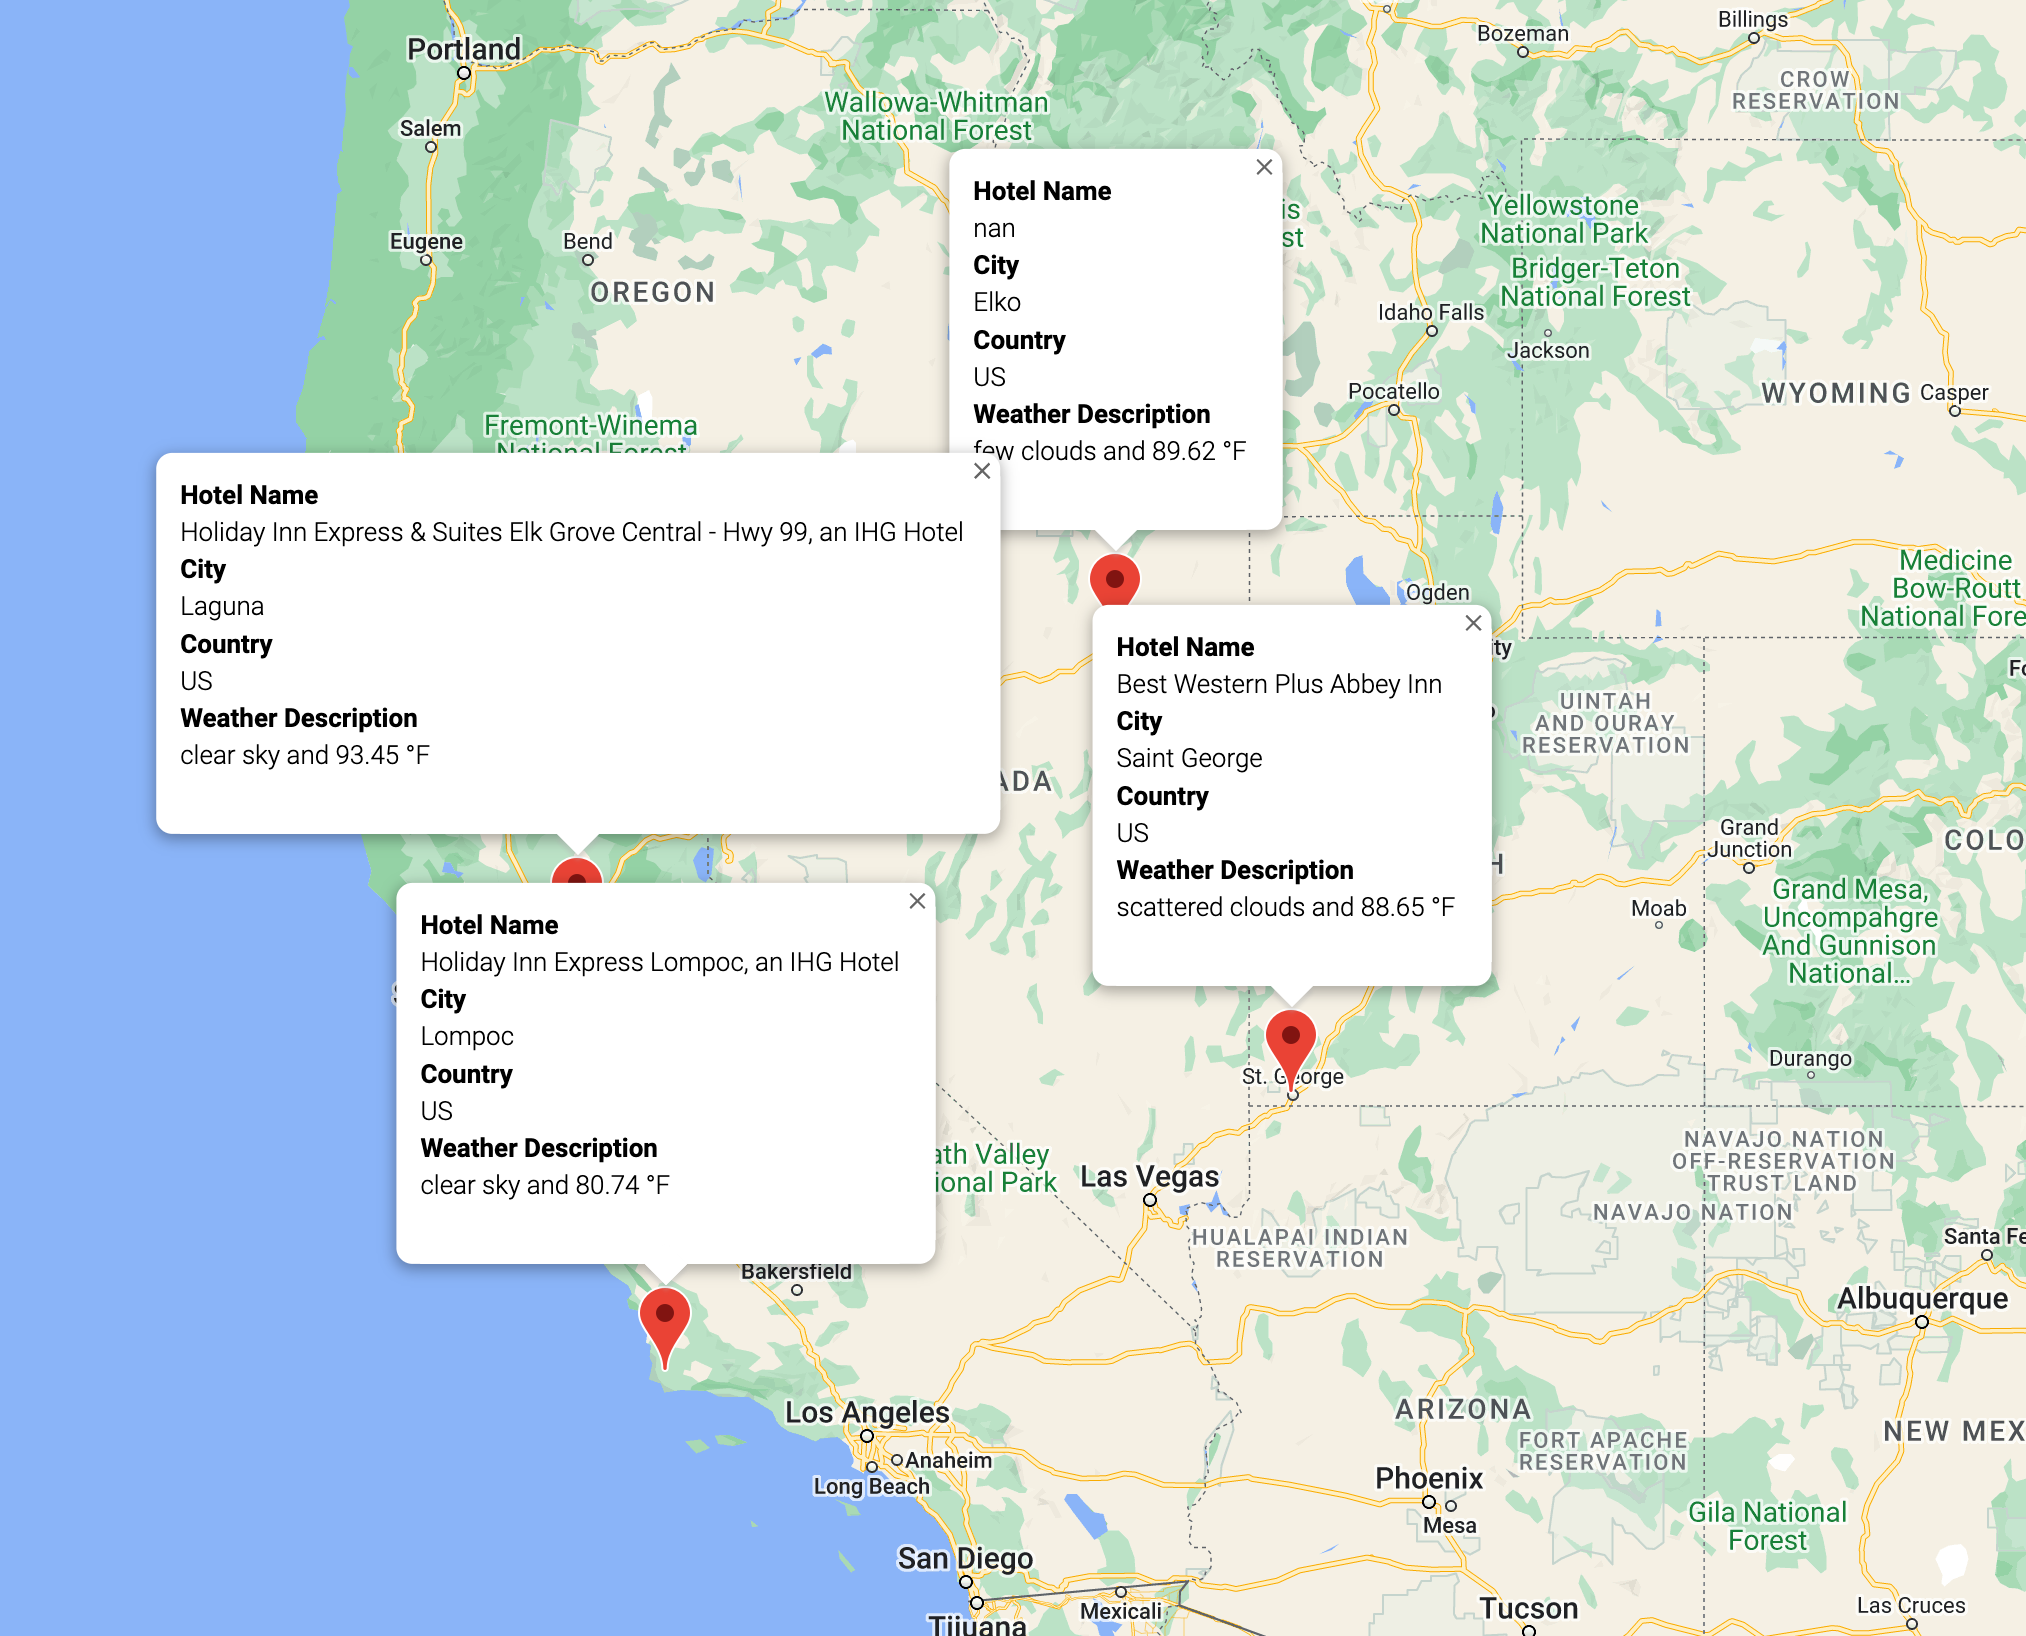 Portland
Salem
Eugene
Bend
OREGON
Wallowa-Whitman
National Forest
Fremont-Winema
National Forest
Bozeman
Billings
CROW
RESERVATION
Yellowstone
National Park
Bridger-Teton
National Forest
Idaho Falls
Jackson
Pocatello
WYOMING
Casper
Hotel Name
nan
City
Elko
Country
US
Weather Description
few clouds and 89.62 °F
Hotel Name
Holiday Inn Express & Suites Elk Grove Central - Hwy 99, an IHG Hotel
City
Laguna
Country
US
Weather Description
clear sky and 93.45 °F
Ogden
Medicine
Bow-Routt
National Fore
Hotel Name
Best Western Plus Abbey Inn
City
Saint George
Country
US
Weather Description
scattered clouds and 88.65 °F
ADA
UINTAH
AND OURAY
RESERVATION
Grand
Junction
COLO
Moab
Grand Mesa,
Uncompahgre
And Gunnison
National...
Hotel Name
Holiday Inn Express Lompoc, an IHG Hotel
City
Lompoc
Country
US
Weather Description
clear sky and 80.74 °F
St. George
Durango
ath Valley
ional Park
Las Vegas
NAVAJO NATION
OFF-RESERVATION
TRUST LAND
NAVAJO NATION
HUALAPAI INDIAN
RESERVATION
Santa Fe
Bakersfield
Albuquerque
Los Angeles
Anaheim
Long Beach
ARIZONA
FORT APACHE
RESERVATION
NEW MEX
Phoenix
Mesa
Gila National
Forest
San Diego
Tijuana
Mexicali
Tucson
Las Cruces